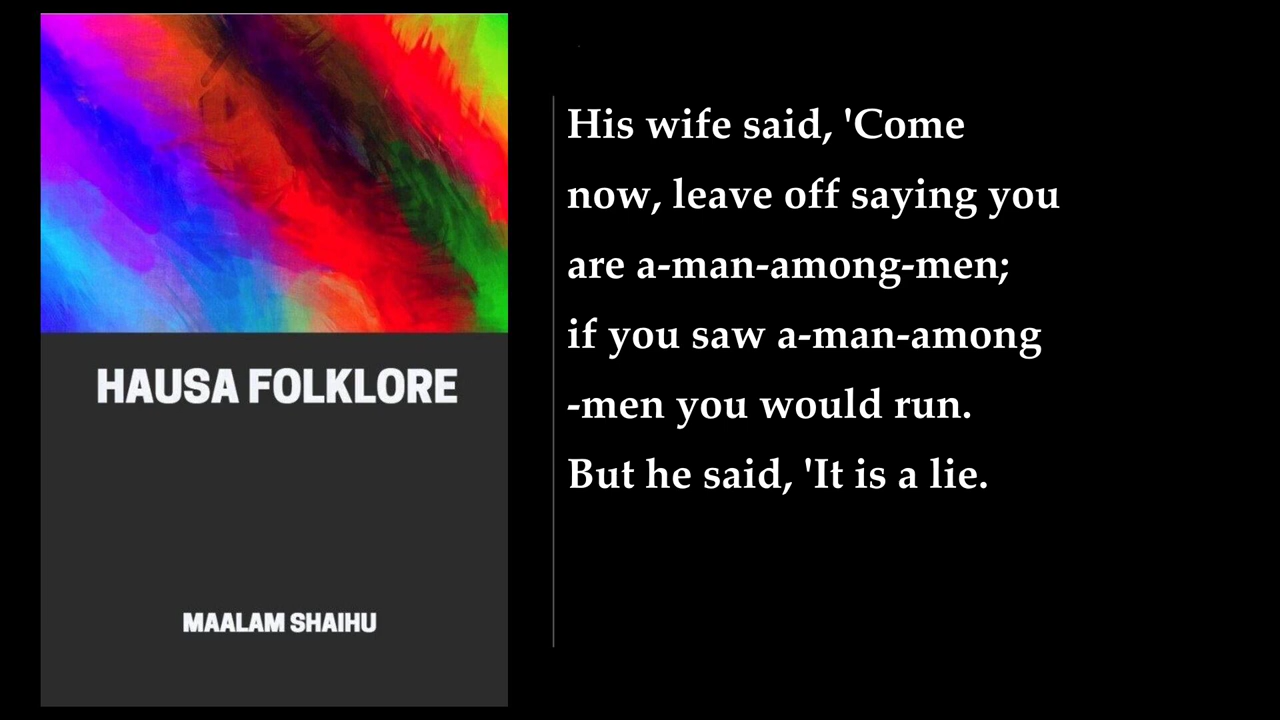 HAUSA FOLKLORE
MAALAM SHAIHU
His wife said, 'Come
now, leave off saying you
are a-man-among-men;
if you saw a-man-among
-men you would run.
But he said, 'It is a lie.